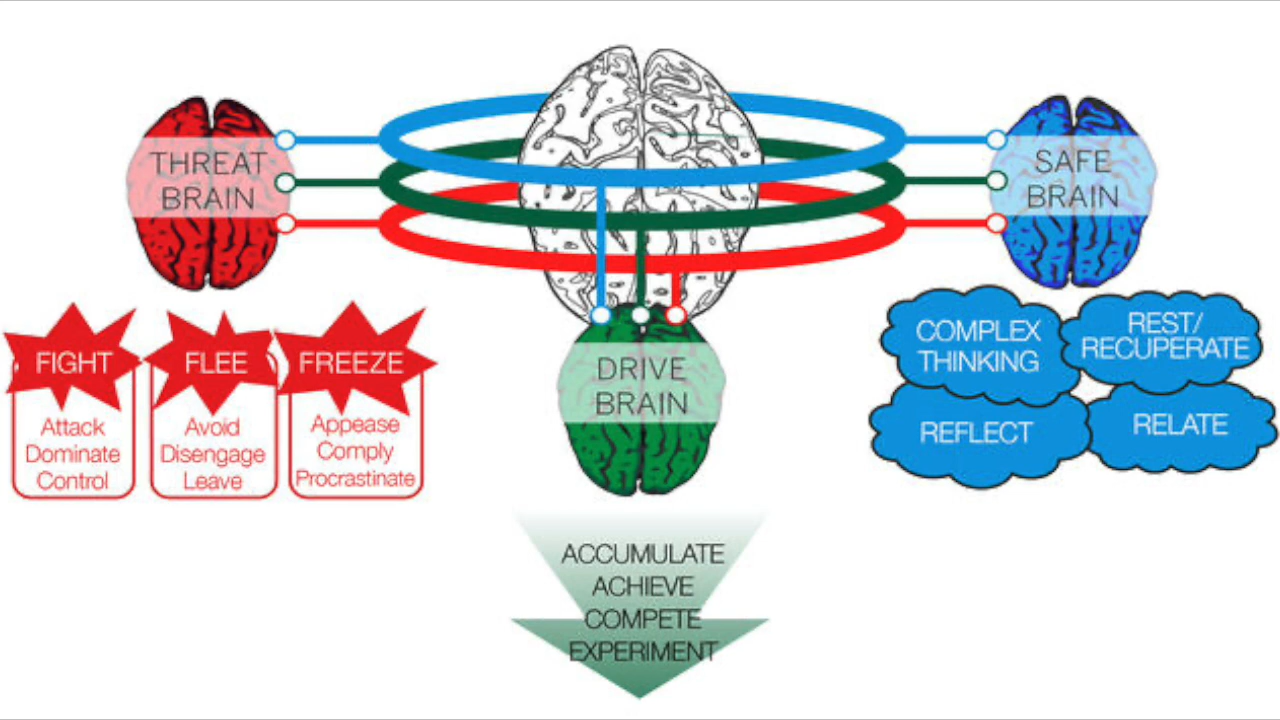 THREAT
BRAIN
SAFE
BRAIN
FIGHT
Attack
Dominate
Control
FLEE
Avoid
Disengage
Leave
FREEZE
Appease
Comply
Procrastinate
DRIVE
BRAIN
COMPLEX
THINKING
REST/
RECUPERATE
REFLECT
RELATE
ACCUMULATE
ACHIEVE
COMPETE
EXPERIMENT